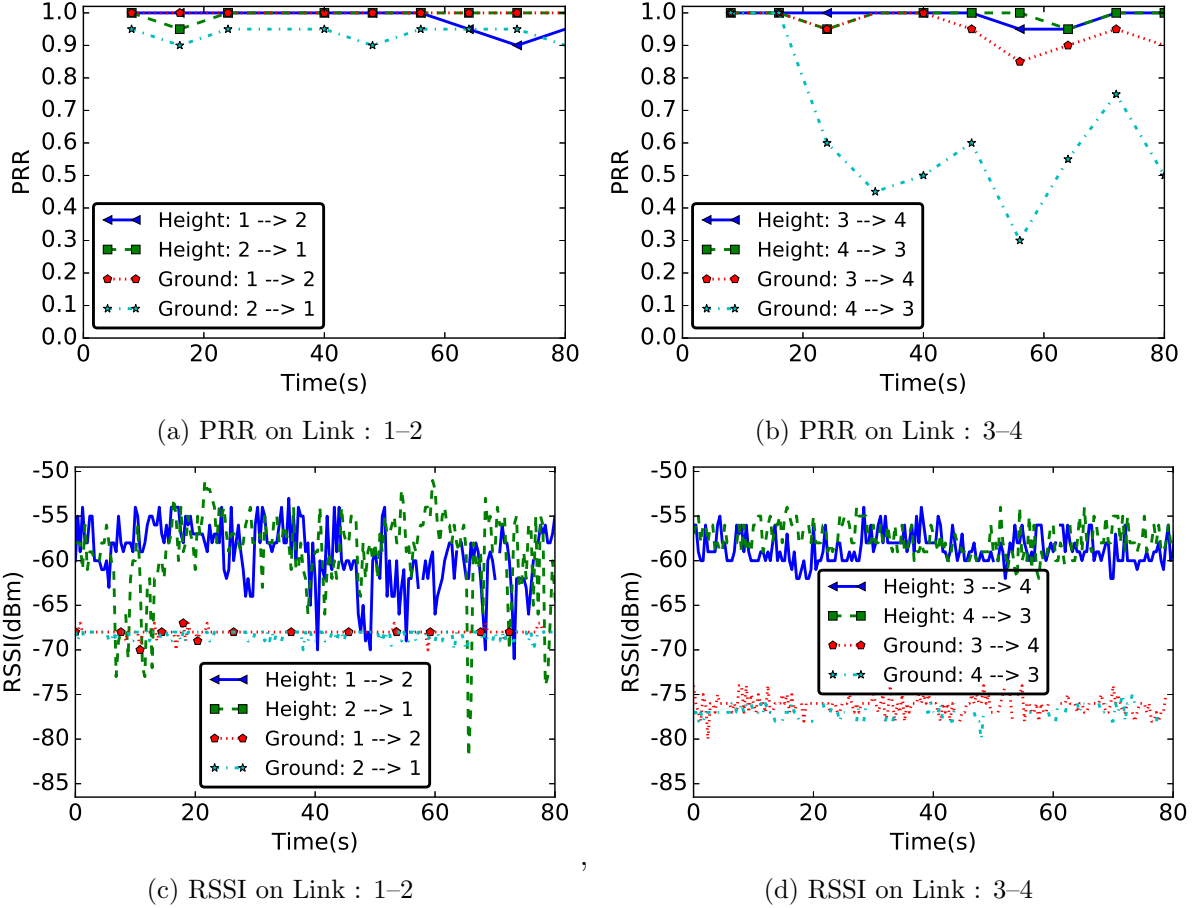 1.0
0.9
0.8
0.7
0.6
0.5
0.4
0.3
0.2
0.1
0.0
PRR
Height: 1 --> 2
Height: 2 --> 1
Ground: 1 --> 2
Ground: 2 --> 1
0 20 40 60 80
Time(s)
(a) PRR on Link : 1–2
1.0
0.9
0.8
0.7
0.6
0.5
0.4
0.3
0.2
0.1
0.0
PRR
Height: 3 --> 4
Height: 4 --> 3
Ground: 3 --> 4
Ground: 4 --> 3
0 20 40 60 80
Time(s)
(b) PRR on Link : 3–4
-50
-55
-60
-65
-70
-75
-80
-85
RSSI(dBm)
Height: 1 --> 2
Height: 2 --> 1
Ground: 1 --> 2
Ground: 2 --> 1
0 20 40 60 80
Time(s)
,
(c) RSSI on Link : 1–2
-50
-55
-60
-65
-70
-75
-80
-85
RSSI(dBm)
Height: 3 --> 4
Height: 4 --> 3
Ground: 3 --> 4
Ground: 4 --> 3
0 20 40 60 80
Time(s)
(d) RSSI on Link : 3–4